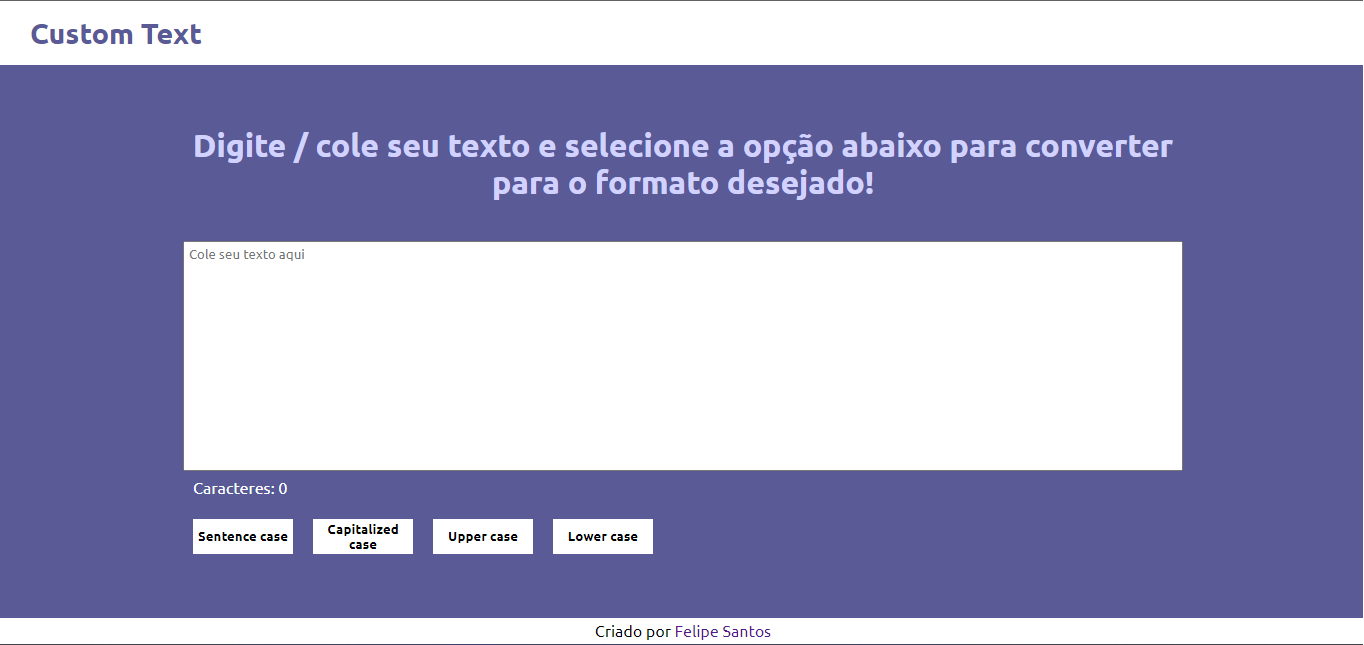 Custom Text
Digite / cole seu texto e selecione a opção abaixo para converter
para o formato desejado!
Cole seu texto aqui
Caracteres: 0
Sentence case
Capitalized
case
Upper case
Lower case
Criado por Felipe Santos